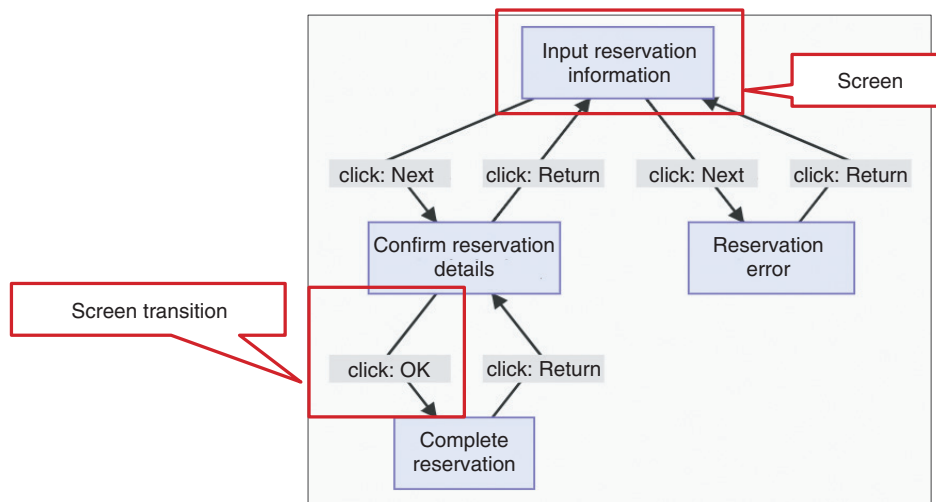 Input reservation
information
Screen
click: Next
click: Return
click: Next
click: Return
Confirm reservation
details
Reservation
error
Screen transition
click: OK
click: Return
Complete
reservation